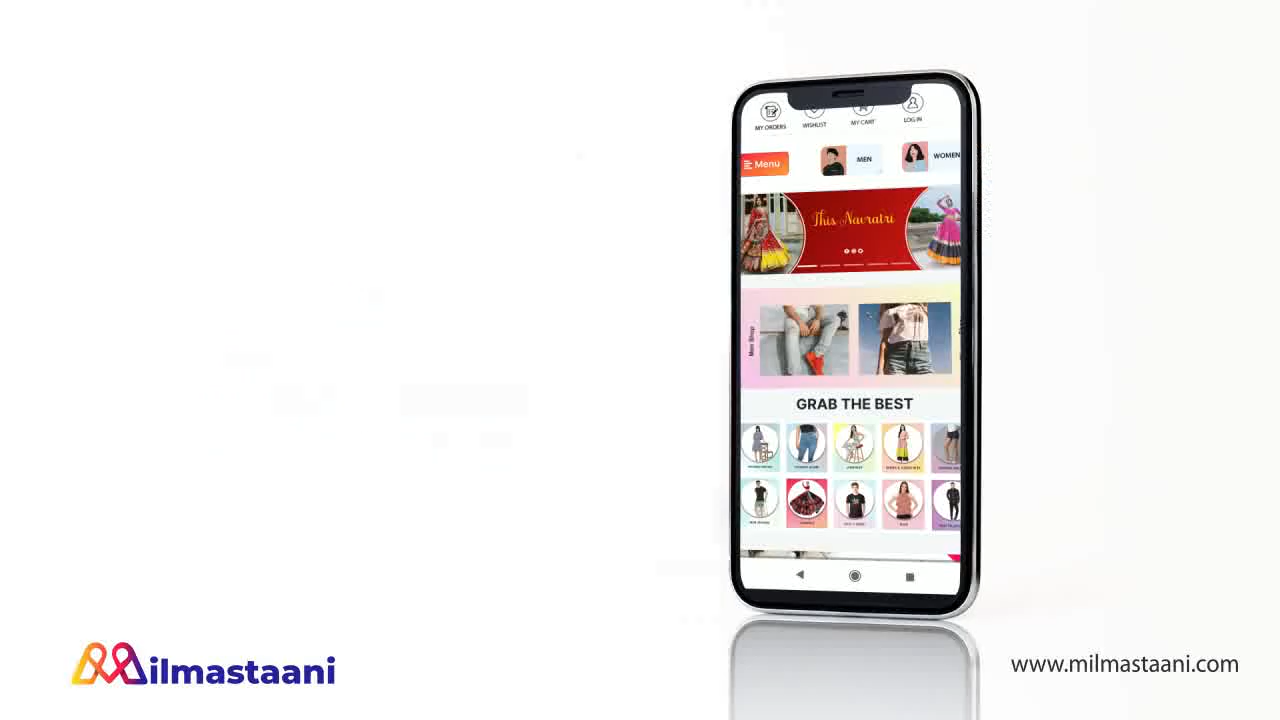 MY ORDERS
WISHLIST
MY CART
LOG IN
Menu
MEN
WOMEN
This Navratri
Men Shop
GRAB THE BEST
Milmastaani
www.milmastaani.com